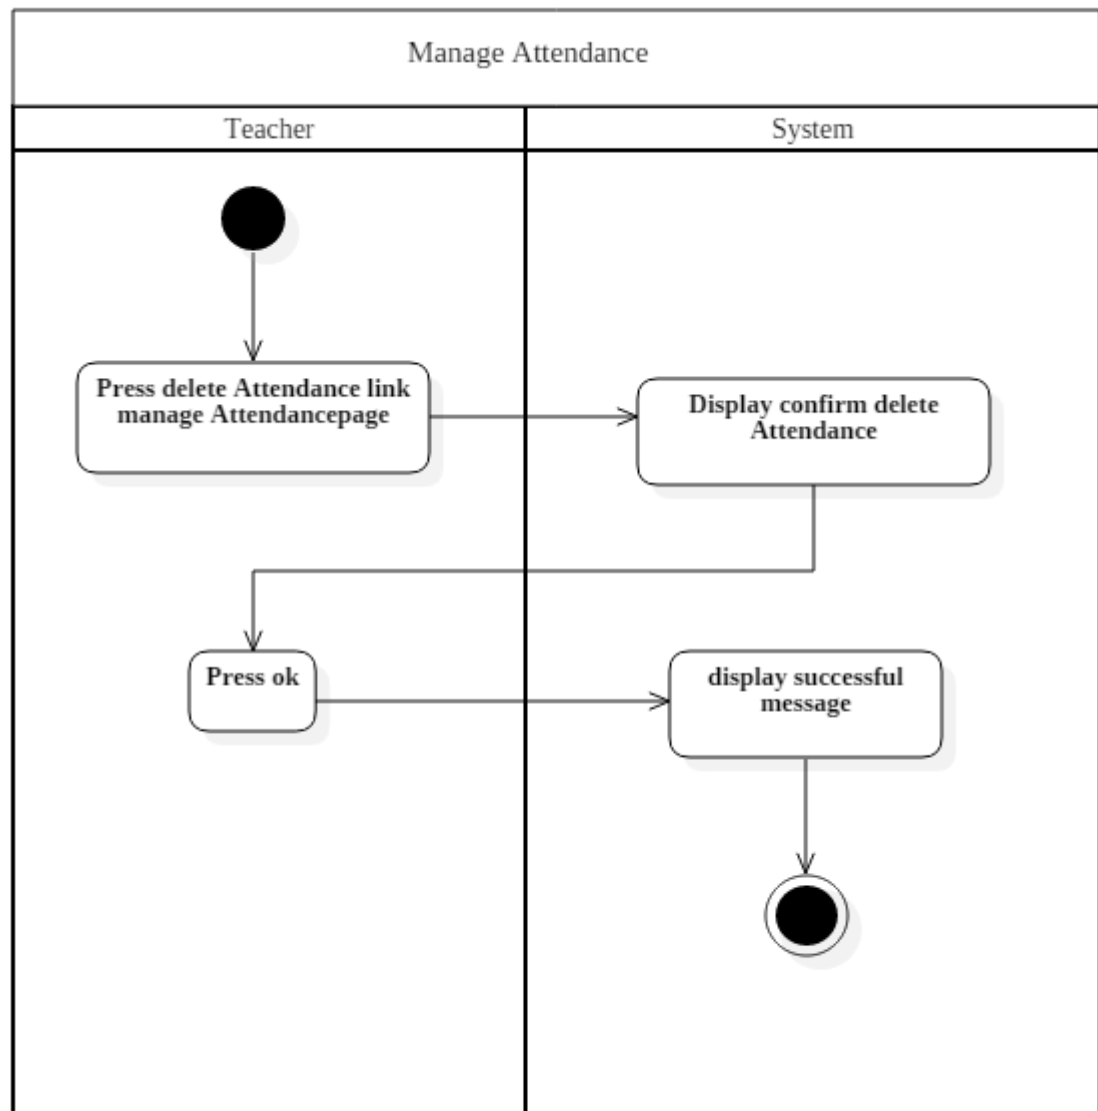 Manage Attendance
Teacher
System
Press delete Attendance link
manage Attendancepage
Display confirm delete
Attendance
Press ok
display successful
message